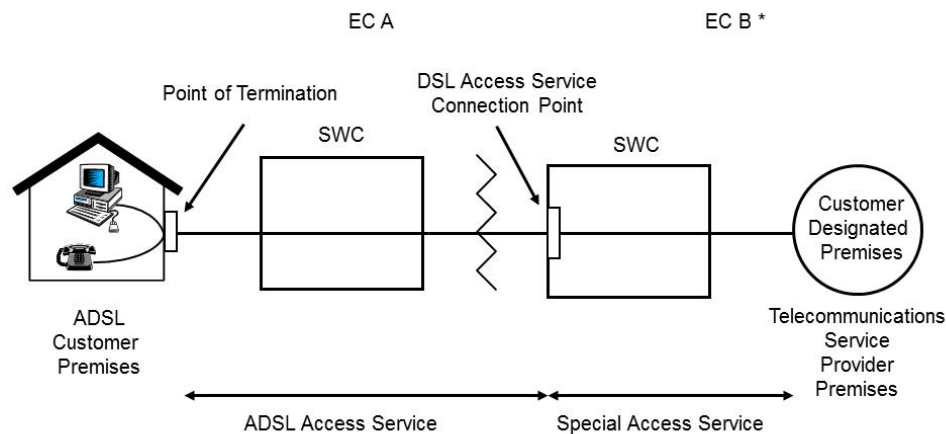 EC A
EC B *
Point of Termination
DSL Access Service
Connection Point
SWC
SWC
Customer
Designated
Premises
ADSL
Customer
Premises
Telecommunications
Service
Provider
Premises
ADSL Access Service
Special Access Service